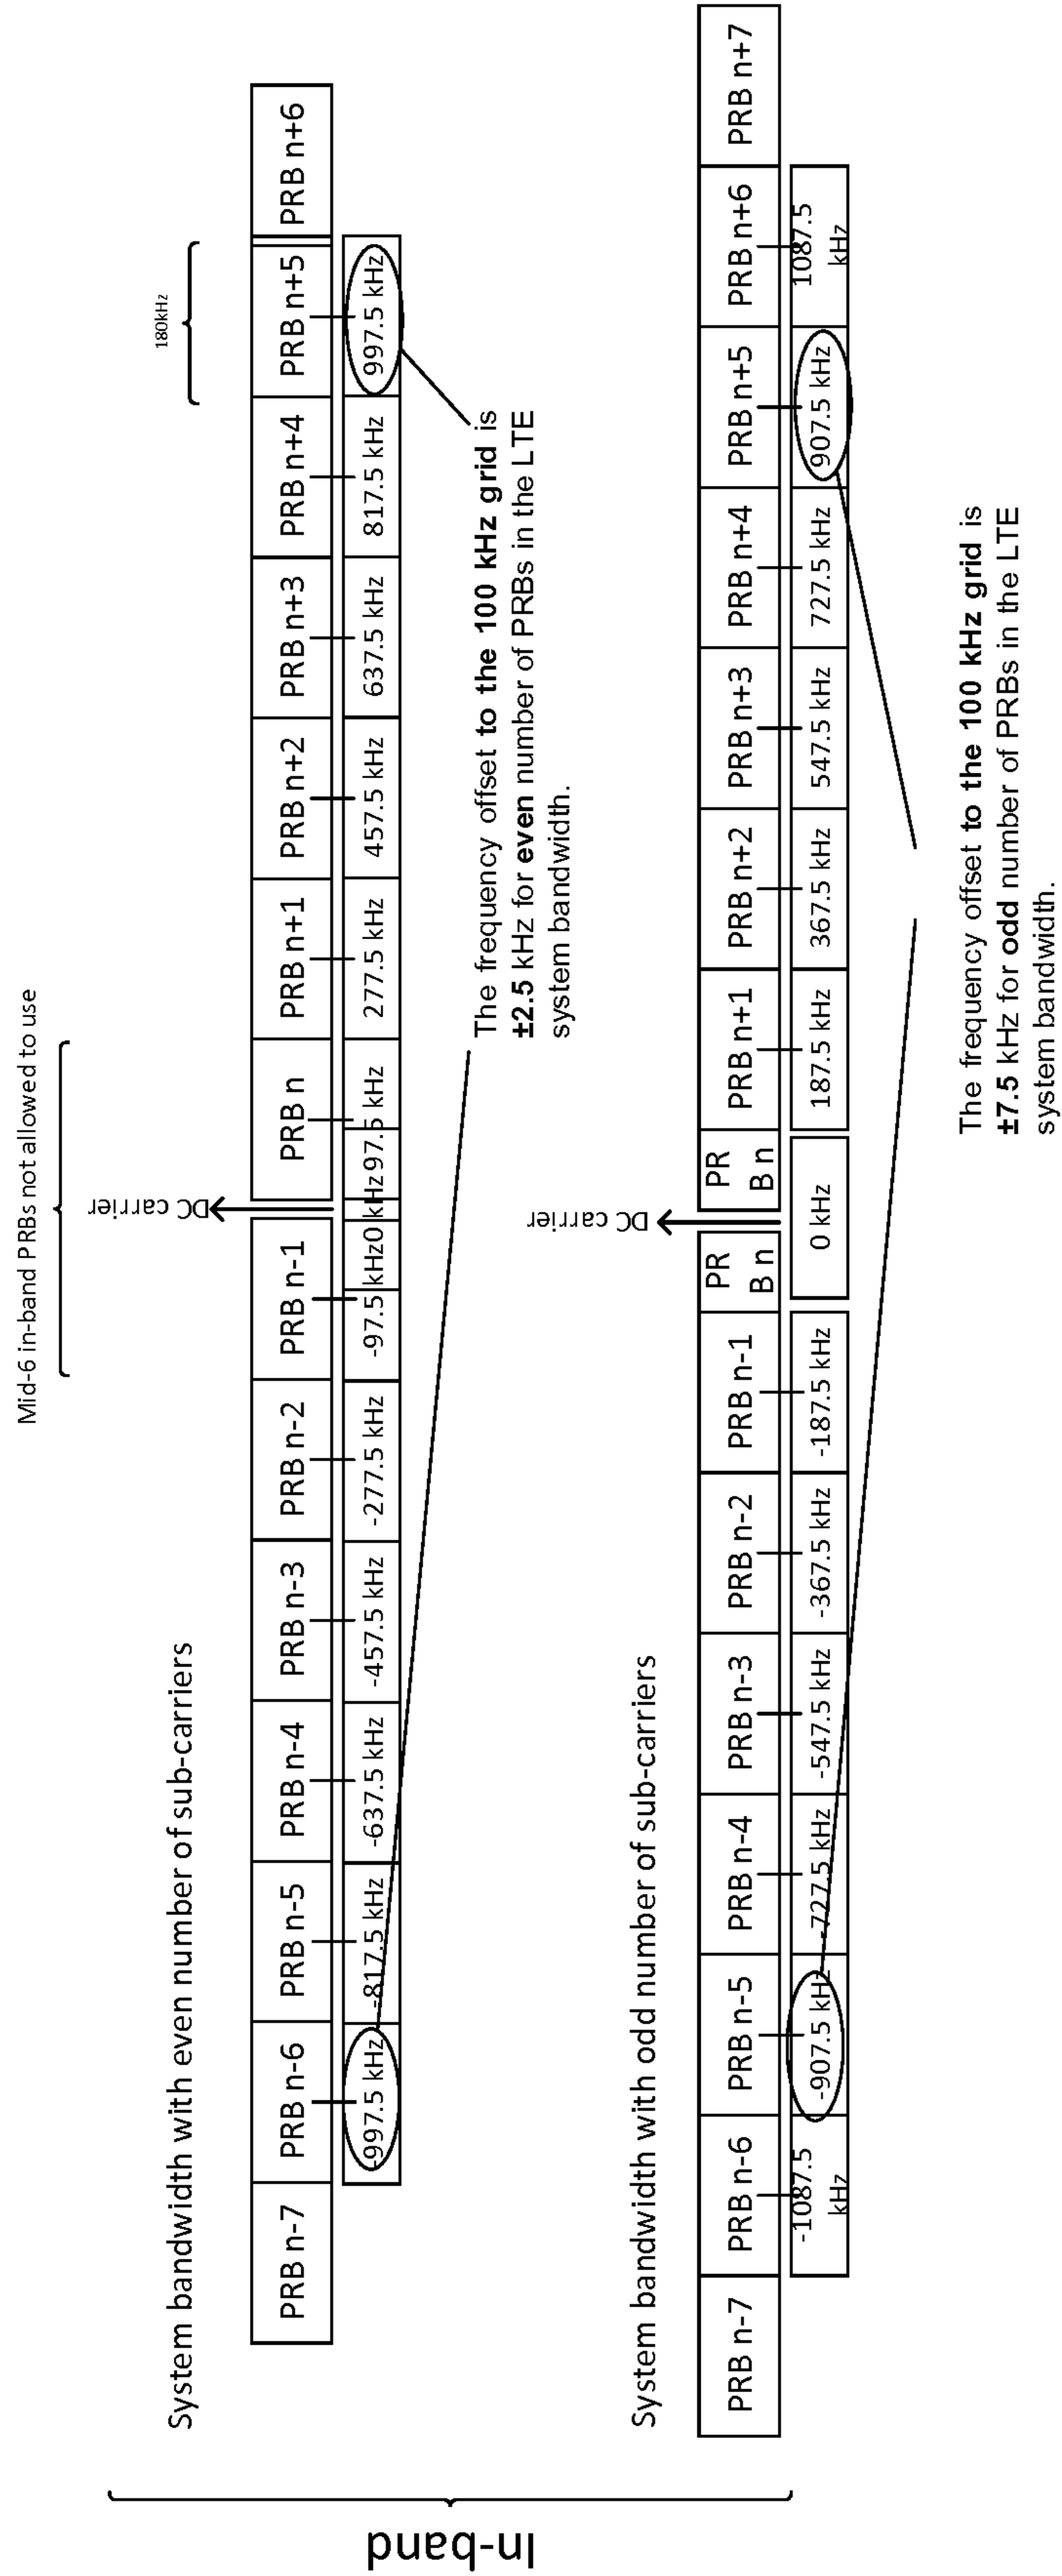 In-band
Mid-6 in-band PRBs not allowed to use
System bandwidth with even number of sub-carriers
DC carrier
180kHz
PRB n-7
PRB n-6
PRB n-5
PRB n-4
PRB n-3
PRB n-2
PRB n-1
PRB n
PRB n+1
PRB n+2
PRB n+3
PRB n+4
PRB n+5
PRB n+6
-997.5 kHz
-817.5 kHz
-637.5 kHz
-457.5 kHz
-277.5 kHz
-97.5 kHz
0 kHz
97.5 kHz
277.5 kHz
457.5 kHz
637.5 kHz
817.5 kHz
997.5 kHz
The frequency offset to the 100 kHz grid is
±2.5 kHz for even number of PRBs in the LTE
system bandwidth.
System bandwidth with odd number of sub-carriers
DC carrier
PRB n-7
PRB n-6
PRB n-5
PRB n-4
PRB n-3
PRB n-2
PRB n-1
PR
B n
PR
B n
PRB n+1
PRB n+2
PRB n+3
PRB n+4
PRB n+5
PRB n+6
PRB n+7
-1087.5
kHz
-907.5 kHz
-727.5 kHz
-547.5 kHz
-367.5 kHz
-187.5 kHz
0 kHz
187.5 kHz
367.5 kHz
547.5 kHz
727.5 kHz
907.5 kHz
1087.5
kHz
The frequency offset to the 100 kHz grid is
±7.5 kHz for odd number of PRBs in the LTE
system bandwidth.